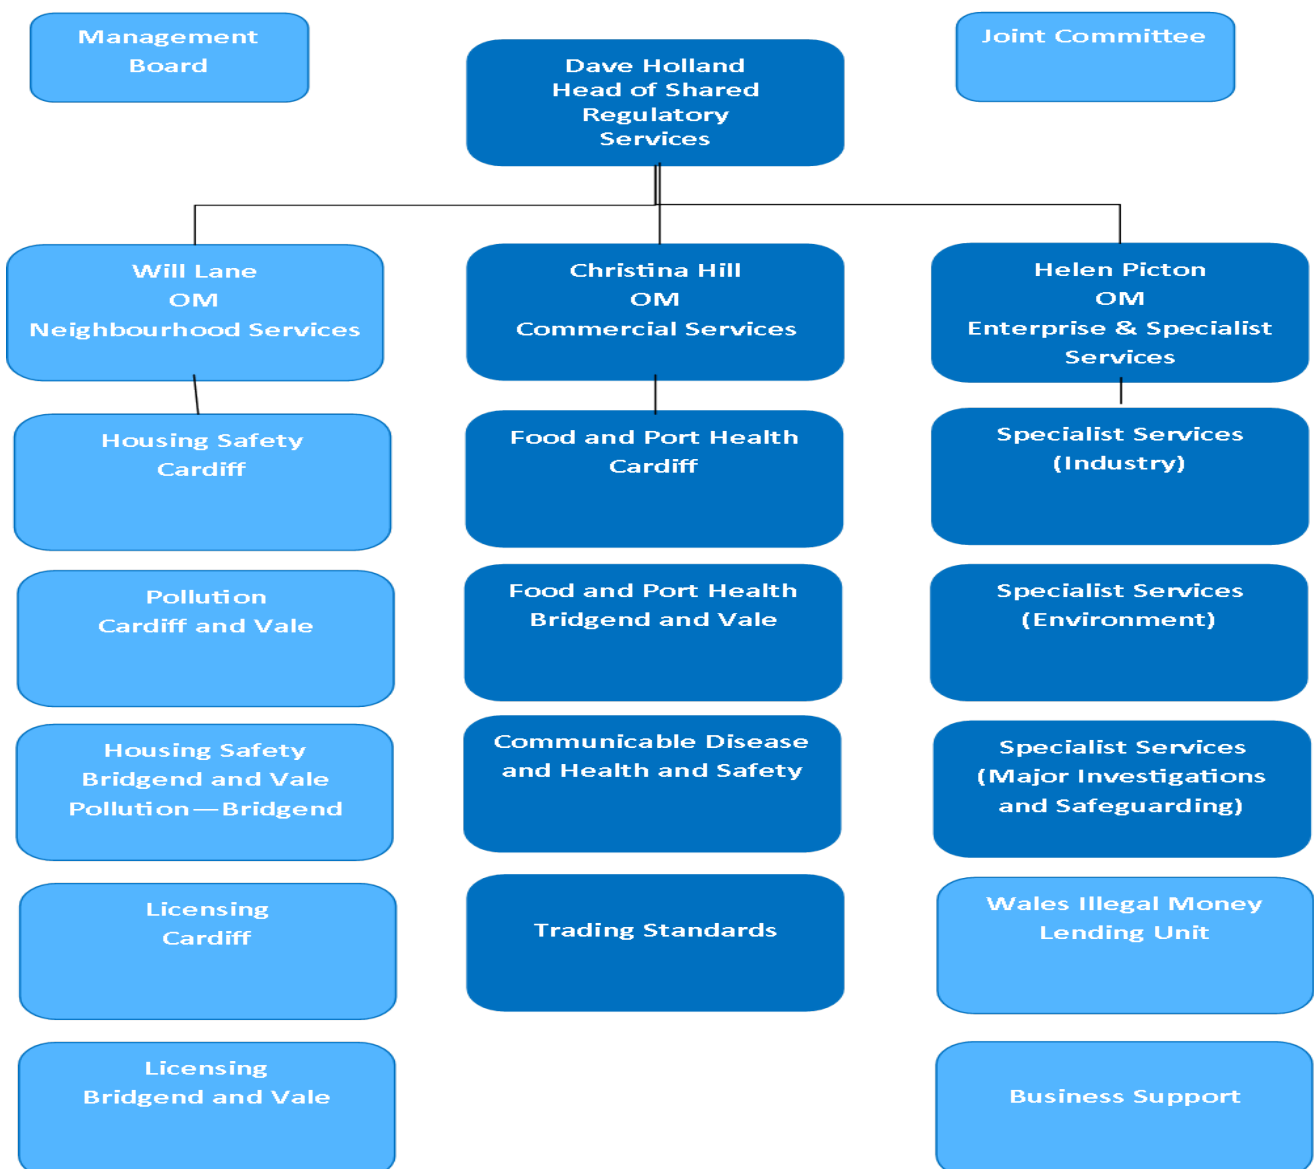 Management
Board
Joint Committee
Dave Holland
Head of Shared
Regulatory
Services
Will Lane
OM
Neighbourhood Services
Christina Hill
OM
Commercial Services
Helen Picton
OM
Enterprise & Specialist
Services
Housing Safety
Cardiff
Food and Port Health
Cardiff
Specialist Services
(Industry)
Pollution
Cardiff and Vale
Food and Port Health
Bridgend and Vale
Specialist Services
(Environment)
Housing Safety
Bridgend and Vale
Pollution—Bridgend
Communicable Disease
and Health and Safety
Specialist Services
(Major Investigations
and Safeguarding)
Licensing
Cardiff
Trading Standards
Wales Illegal Money
Lending Unit
Licensing
Bridgend and Vale
Business Support